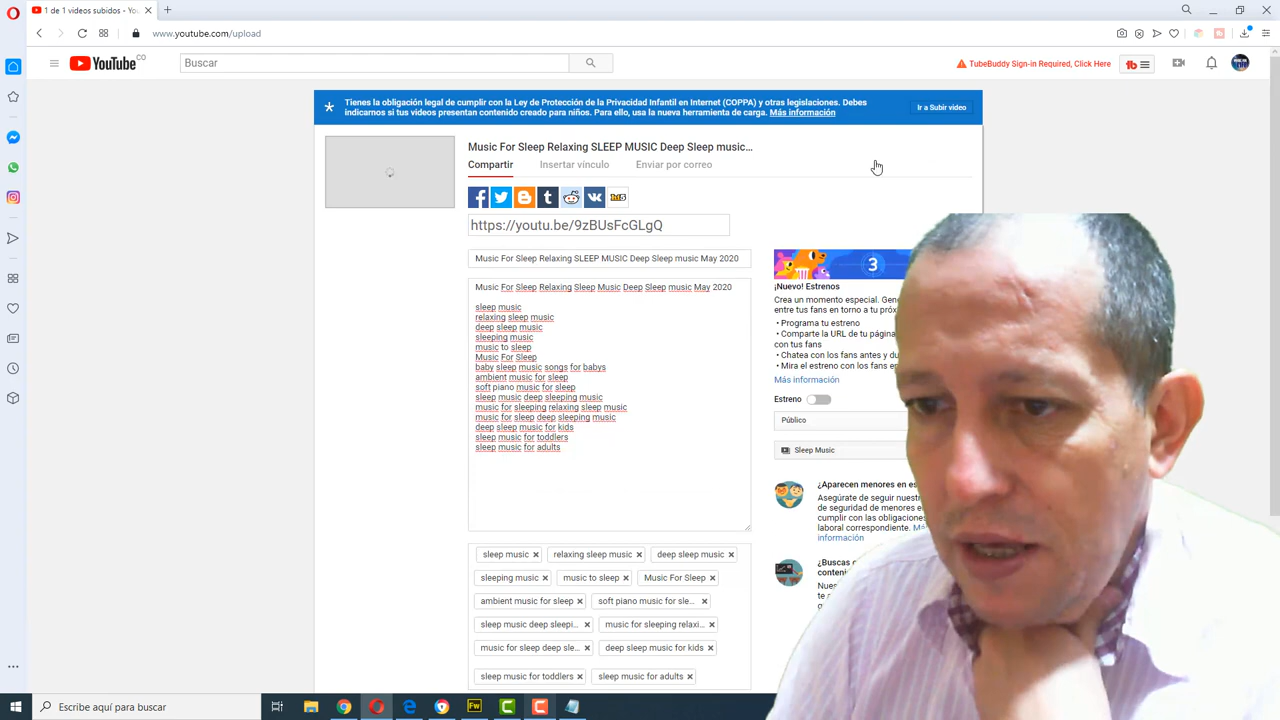 1 de 1 videos subidos - You
www.youtube.com/upload
YouTube CO
Buscar
TubeBuddy Sign-in Required, Click Here
tb
Tienes la obligación legal de cumplir con la Ley de Protección de la Privacidad Infantil en Internet (COPPA) y otras legislaciones. Debes
indicarnos si tus videos presentan contenido creado para niños. Para ello, usa la nueva herramienta de carga. Más información
Ir a Subir video
Music For Sleep Relaxing SLEEP MUSIC Deep Sleep music...
Compartir Insertar vínculo Enviar por correo
https://youtu.be/9zBUsFcGLgQ
Music For Sleep Relaxing SLEEP MUSIC Deep Sleep music May 2020
Music For Sleep Relaxing Sleep Music Deep Sleep music May 2020
sleep music
relaxing sleep music
deep sleep music
sleeping music
music to sleep
Music For Sleep
baby sleep music songs for babys
ambient music for sleep
soft piano music for sleep
sleep music deep sleeping music
music for sleeping relaxing sleep music
music for sleep deep sleeping music
deep sleep music for kids
sleep music for toddlers
sleep music for adults
sleep music relaxing sleep music deep sleep music
sleeping music music to sleep Music For Sleep
ambient music for sleep soft piano music for sle...
sleep music deep sleepi... music for sleeping relaxi...
music for sleep deep sle... deep sleep music for kids
sleep music for toddlers sleep music for adults
3
¡Nuevo! Estrenos
Crea un momento especial. Gen
entre tus fans en torno a tu próx
• Programa tu estreno
• Comparte la URL de tu págin
con tus fans
• Chatea con los fans antes y du
• Mira el estreno con los fans e
Más información
Estreno
Público
Sleep Music
¿Aparecen menores en es
Asegúrate de seguir nuestr
de seguridad de menores e
cumplir con las obligacion
laboral correspondiente. M
información
¿Buscas c
conteni
Nue
Escribe aquí para buscar
Fw